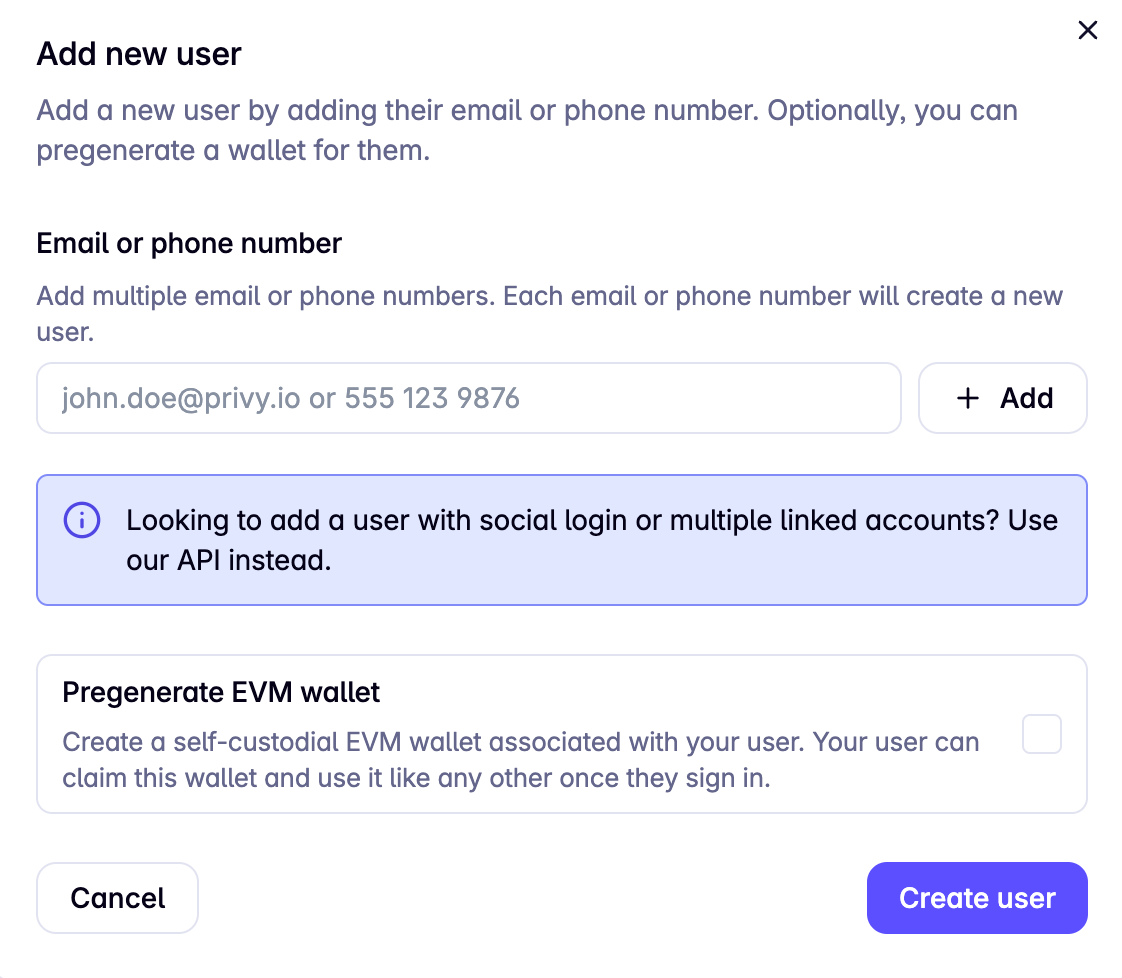 Add new user
Add a new user by adding their email or phone number. Optionally, you can
pregenerate a wallet for them.
Email or phone number
Add multiple email or phone numbers. Each email or phone number will create a new
user.
john.doe@privy.io or 555 123 9876
+ Add
Looking to add a user with social login or multiple linked accounts? Use
our API instead.
Pregenerate EVM wallet
Create a self-custodial EVM wallet associated with your user. Your user can
claim this wallet and use it like any other once they sign in.
Cancel
Create user